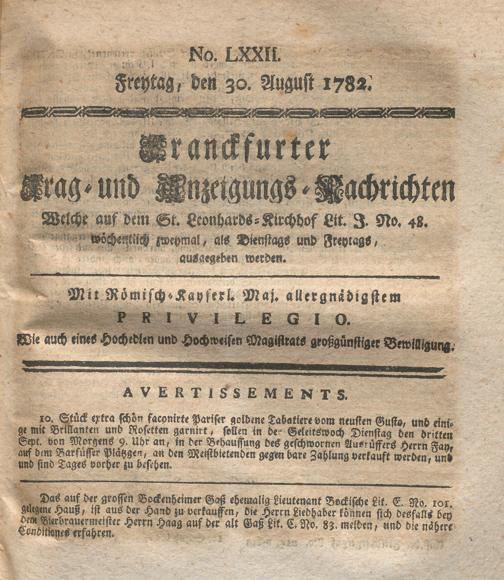 No. LXXII.
Freytag, den 30. August 1782.
Franckfurter
Frag- und Anzeigungs-Nachrichten
Welche auf dem St. Leonhards-Kirchhof Lit. J. No. 48.
wöchentlich zweymal, als Dienstags und Freytags,
ausgegeben werden.
Mit Römisch-Kayserl. Maj. allergnädigstem
PRIVILEGIO.
Wie auch eines Hochedlen und Hochweisen Magistrats großgünstiger Bewilligung.
AVERTISSEMENTS.
10. Stück extra schön faconirte Pariser goldene Tabatiere vom neusten Gusto, und eini-
ge mit Brillanten und Rosetten garnirt, sollen in der Geleitswoch Dienstag den dritten
Sept. von Morgens 9. Uhr an, in der Behausung des geschwornen Ausrüffers Herrn Fay,
auf dem Barfüsser Plätzgen, an den Meistbietenden gegen bare Zahlung verkauft werden, und
und sind Tages vorher zu besehen.
Das auf der grossen Bockenheimer Gaß ehemalig Lieutenant Bockische Lit. E. No. 101.
gelegene Hauß, ist aus der Hand zu verkauffen, die Herren Liebhaber können sich desfalls bey
dem Bierbrauermeister Herrn Haag auf der alt Gaß Lit. C. No. 83. melden, und die nähere
Conditiones erfahren.